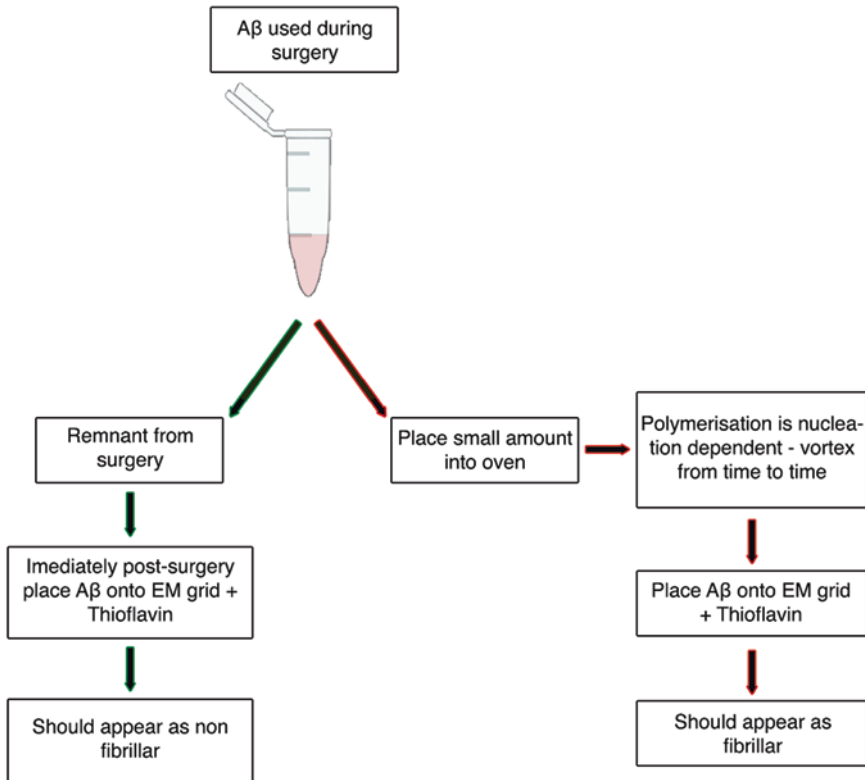 Aβ used during
surgery
Remnant from
surgery
Place small amount
into oven
Polymerisation is nuclea-
tion dependent - vortex
from time to time
Imediately post-surgery
place Aβ onto EM grid +
Thioflavin
Place Aβ onto EM grid
+ Thioflavin
Should appear as non
fibrillar
Should appear as
fibrillar